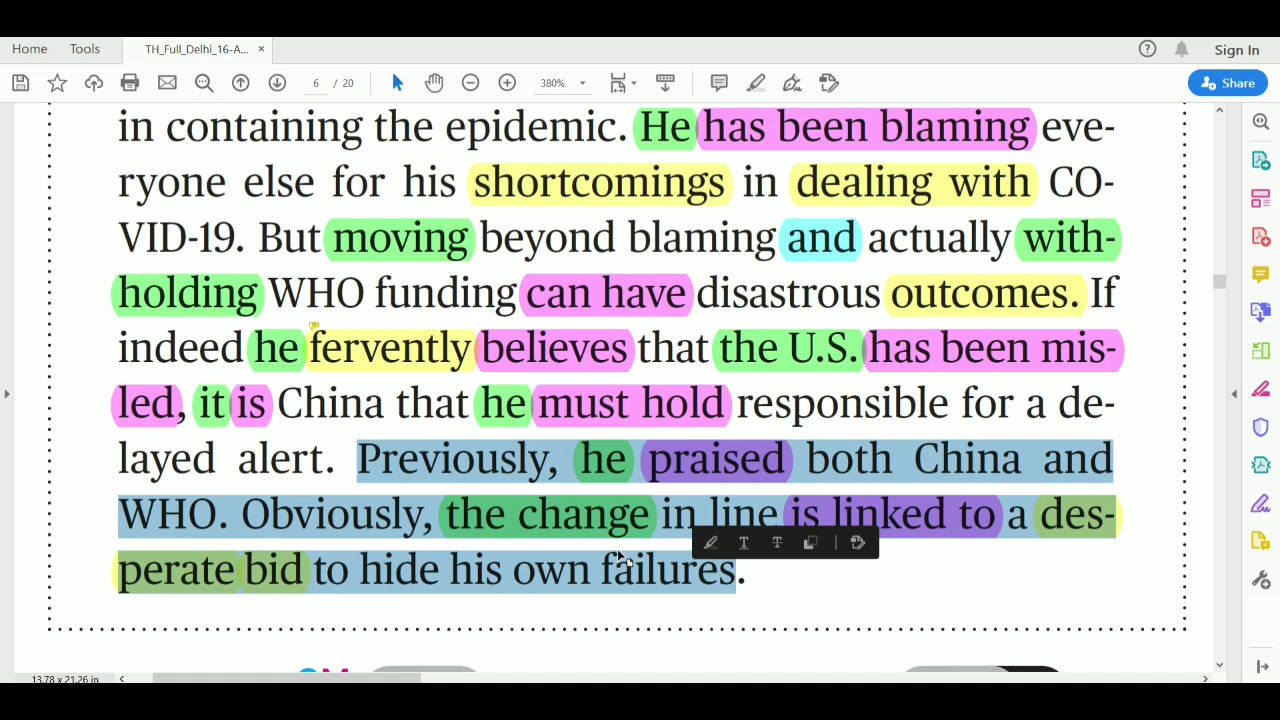 Home Tools TH_Full_Delhi_16-A... × Sign In
6 / 20 380% Share
in containing the epidemic. He has been blaming eve-
ryone else for his shortcomings in dealing with CO-
VID-19. But moving beyond blaming and actually with-
holding WHO funding can have disastrous outcomes. If
indeed he fervently believes that the U.S. has been mis-
led, it is China that he must hold responsible for a de-
layed alert. Previously, he praised both China and
WHO. Obviously, the change in line is linked to a des-
perate bid to hide his own failures.
13.78 x 21.26 in